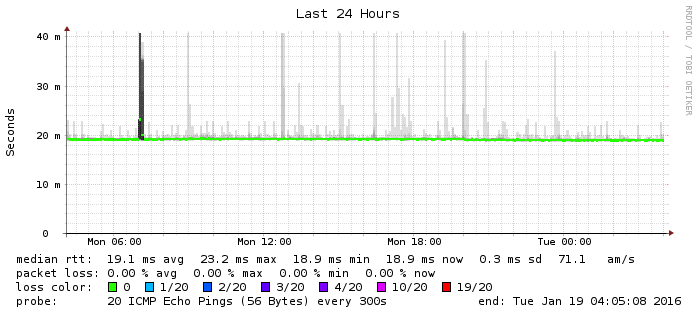 Last 24 Hours
RRDTOOL / TOBI OETIKER
Seconds
40 m
30 m
20 m
10 m
0
Mon 06:00 Mon 12:00 Mon 18:00 Tue 00:00
median rtt: 19.1 ms avg 23.2 ms max 18.9 ms min 18.9 ms now 0.3 ms sd 71.1 am/s
packet loss: 0.00 % avg 0.00 % max 0.00 % min 0.00 % now
loss color: 0 1/20 2/20 3/20 4/20 10/20 19/20
probe: 20 ICMP Echo Pings (56 Bytes) every 300s end: Tue Jan 19 04:05:08 2016